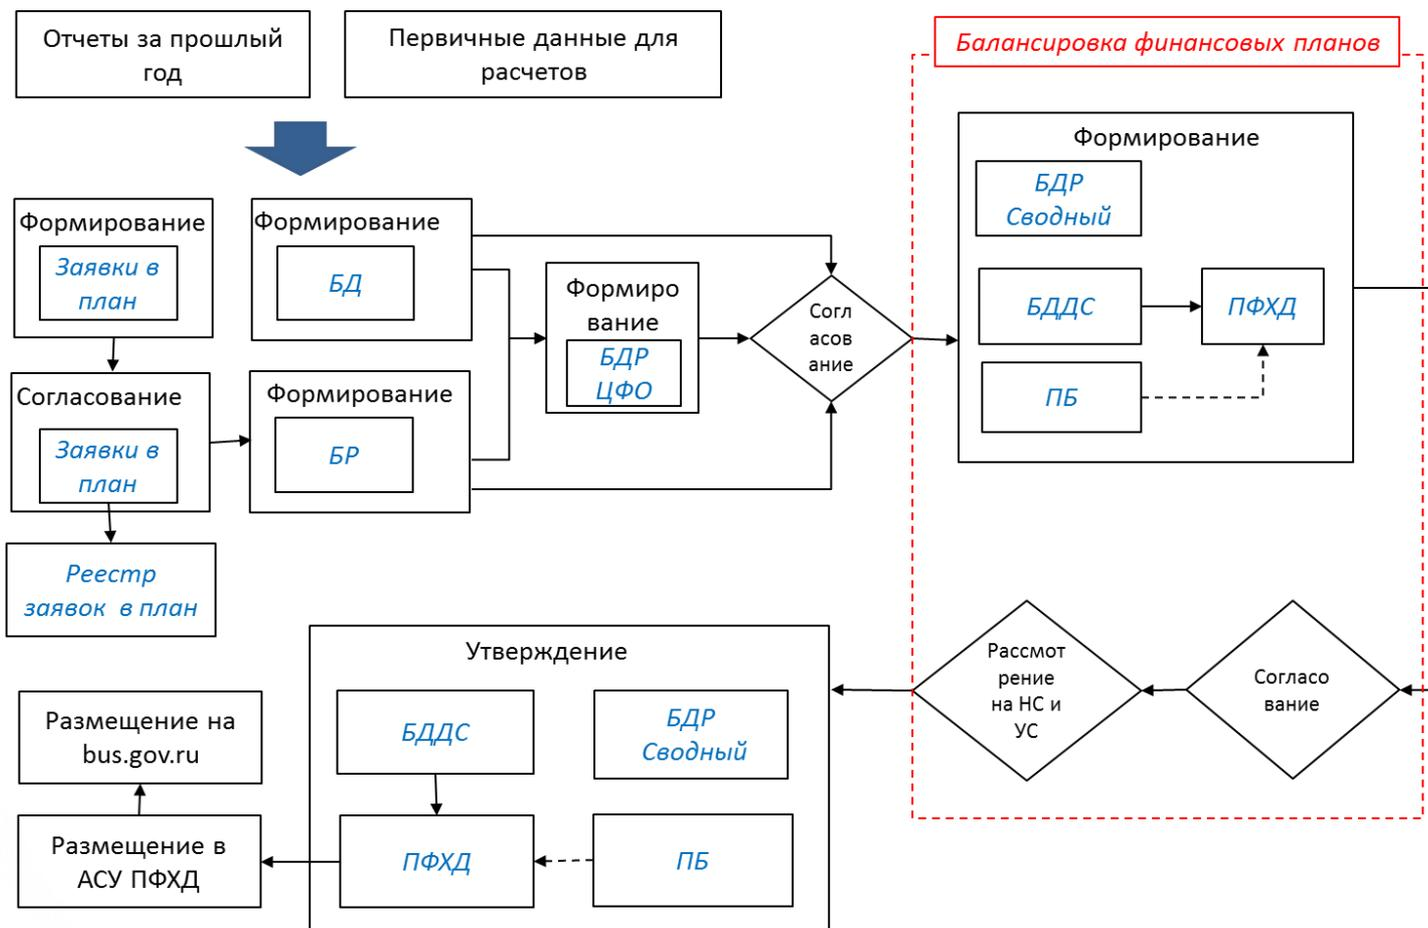 Отчеты за прошлый
год
Первичные данные для
расчетов
Балансировка финансовых планов
Формирование
Заявки в
план
Согласование
Заявки в
план
Реестр
заявок в план
Формирование
БД
Формирование
БР
Формиро
вание
БДР
ЦФО
Согл
асов
ание
Формирование
БДР
Сводный
БДДС
ПФХД
ПБ
Согласо
вание
Рассмот
рение
на НС и
УС
Утверждение
БДДС
БДР
Сводный
ПФХД
ПБ
Размещение в
АСУ ПФХД
Размещение на
bus.gov.ru